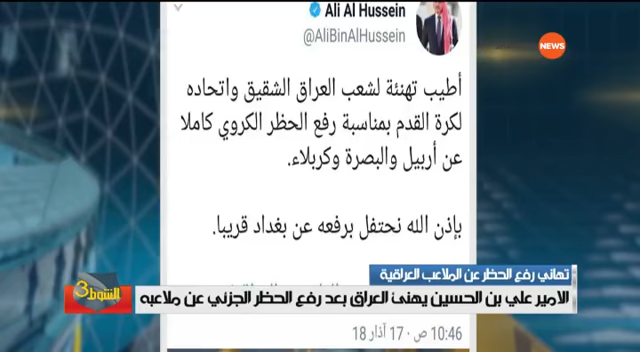 Ali Al Hussein
@AliBinAlHussein
NEWS
أطيب تهنئة لشعب العراق الشقيق واتحاده
لكرة القدم بمناسبة رفع الحظر الكروي كاملا
عن أربيل والبصرة وكربلاء.
بإذن الله نحتفل برفعه عن بغداد قريبا.
تهاني رفع الحظر عن الملاعب العراقية
الامير علي بن الحسين يهنئ العراق بعد رفع الحظر الجزئي عن ملاعبه
الشوط3
10:46 ص · 17 آذار 18